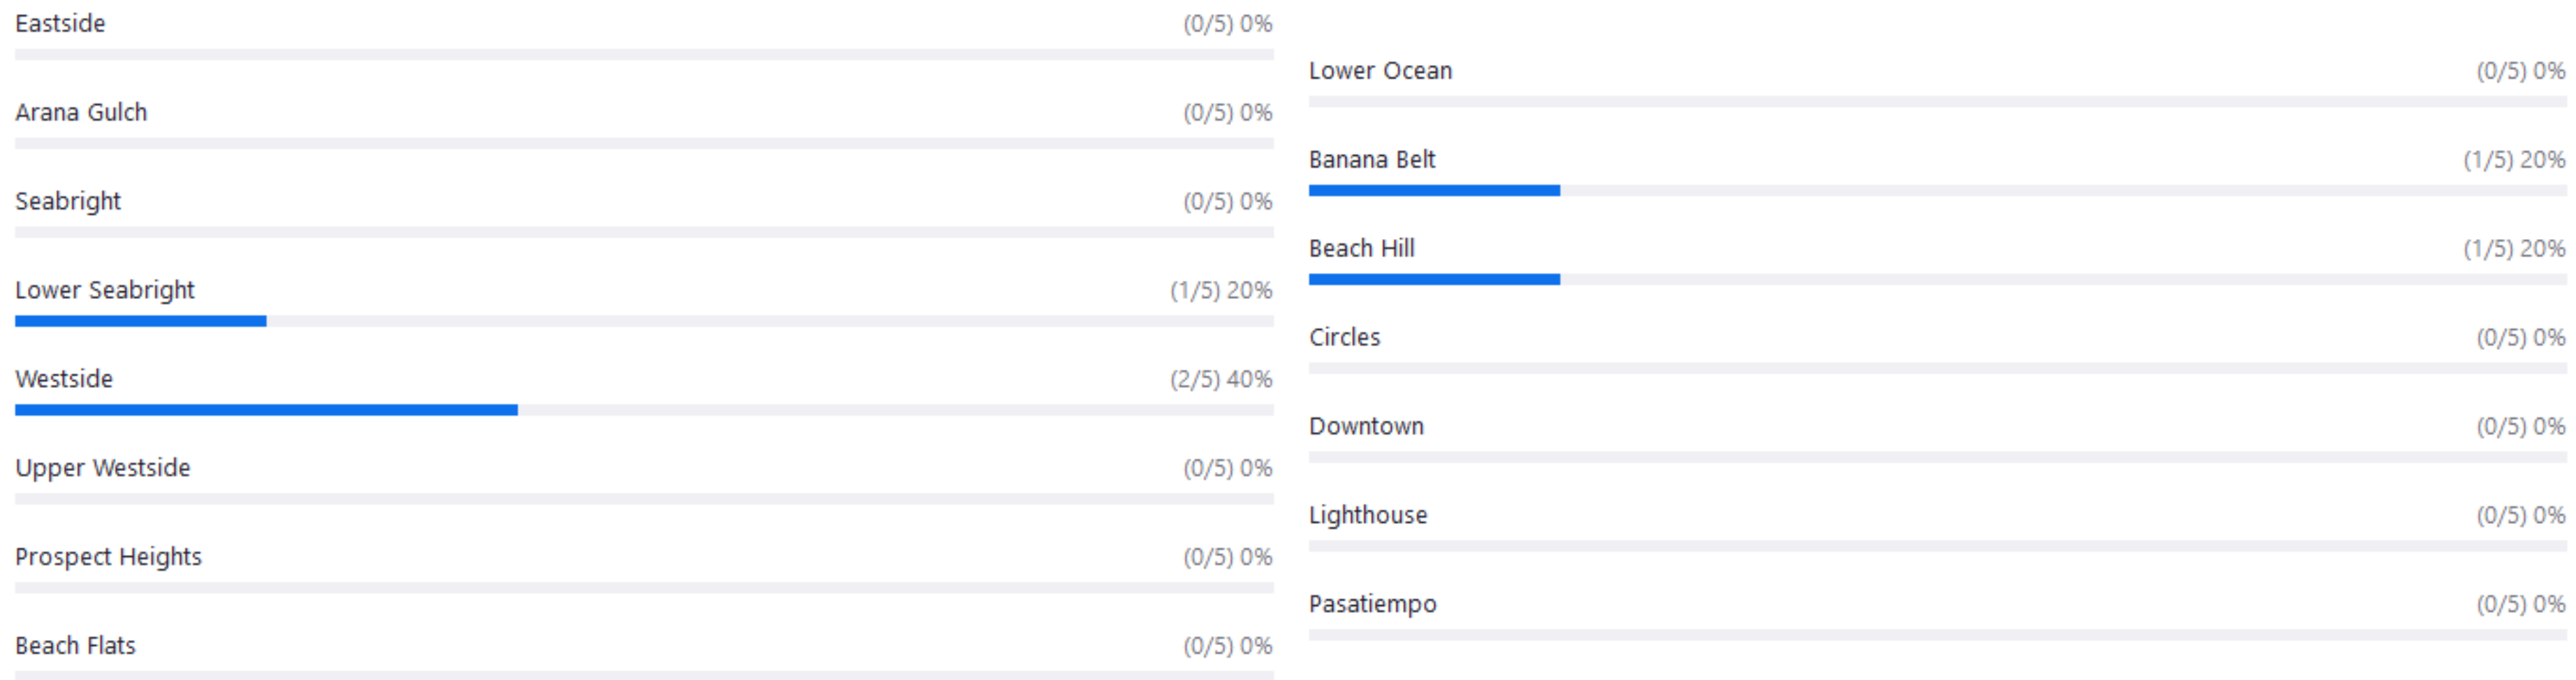 Eastside (0/5) 0%
Arana Gulch (0/5) 0%
Seabright (0/5) 0%
Lower Seabright (1/5) 20%
Westside (2/5) 40%
Upper Westside (0/5) 0%
Prospect Heights (0/5) 0%
Beach Flats (0/5) 0%
Lower Ocean (0/5) 0%
Banana Belt (1/5) 20%
Beach Hill (1/5) 20%
Circles (0/5) 0%
Downtown (0/5) 0%
Lighthouse (0/5) 0%
Pasatiempo (0/5) 0%